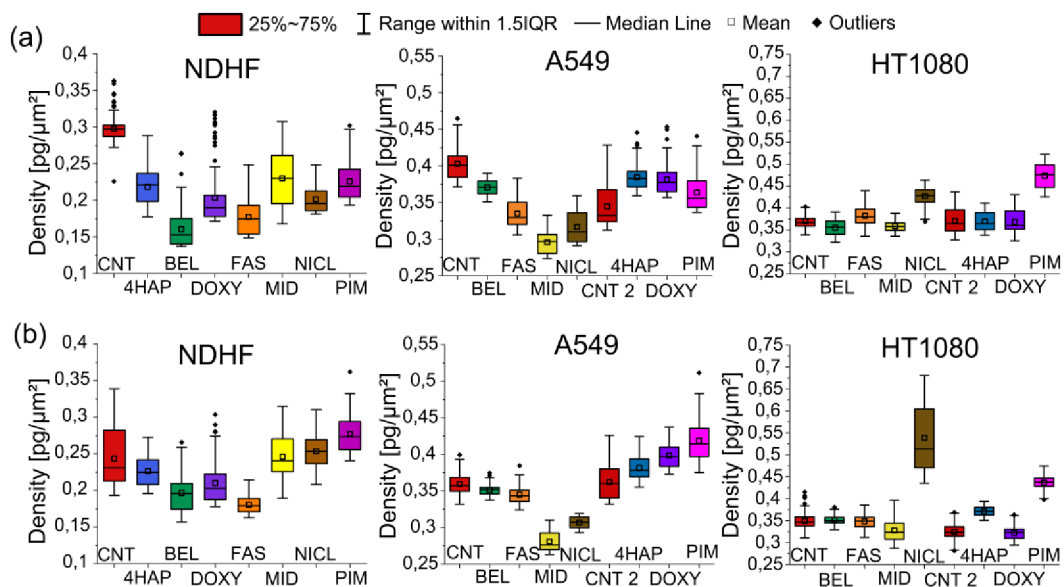 25%~75%
Range within 1.5IQR
Median Line
Mean
Outliers
(a)
NDHF
Density [pg/µm²]
0,4
0,35
0,3
0,25
0,2
0,15
0,1
CNT
4HAP
BEL
DOXY
FAS
MID
NICL
PIM
A549
Density [pg/µm²]
0,5
0,45
0,4
0,35
0,3
0,25
CNT
BEL
FAS
MID
NICL
CNT 2
4HAP
DOXY
PIM
HT1080
Density [pg/µm²]
0,75
0,7
0,65
0,6
0,55
0,5
0,45
0,4
0,35
0,3
0,25
CNT
BEL
FAS
MID
NICL
CNT 2
4HAP
DOXY
PIM
(b)
NDHF
Density [pg/µm²]
0,4
0,35
0,3
0,25
0,2
0,15
0,1
CNT
4HAP
BEL
DOXY
FAS
MID
NICL
PIM
A549
Density [pg/µm²]
0,55
0,5
0,45
0,4
0,35
0,3
0,25
CNT
BEL
FAS
MID
NICL
CNT 2
4HAP
DOXY
PIM
HT1080
Density [pg/µm²]
0,75
0,7
0,65
0,6
0,55
0,5
0,45
0,4
0,35
0,3
0,25
CNT
BEL
FAS
MID
NICL
CNT 2
4HAP
DOXY
PIM